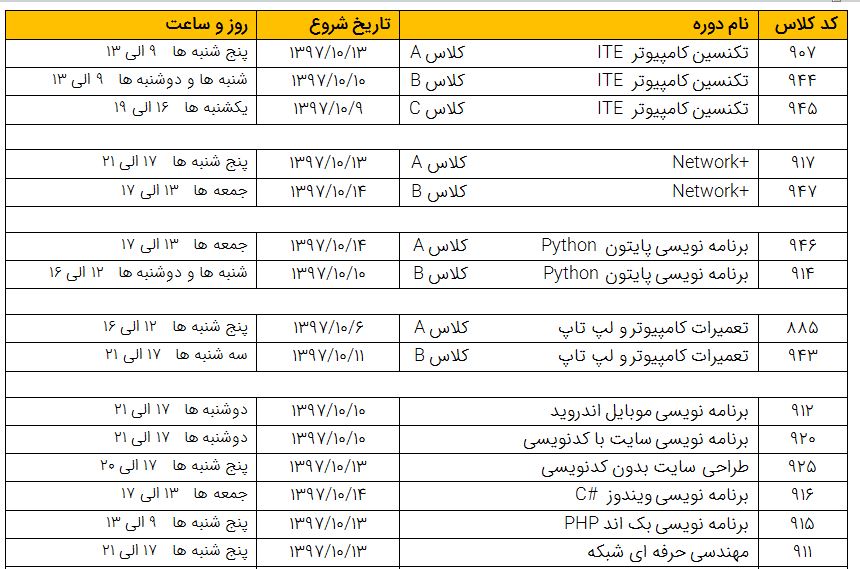 کد کلاس نام دوره تاریخ شروع روز و ساعت
۹۰۷ تکنسین کامپیوتر ITE کلاس A ۱۳۹۷/۱۰/۱۳ پنج شنبه ها ۹ الی ۱۳
۹۴۴ تکنسین کامپیوتر ITE کلاس B ۱۳۹۷/۱۰/۱۰ شنبه ها و دوشنبه ها ۹ الی ۱۳
۹۴۵ تکنسین کامپیوتر ITE کلاس C ۱۳۹۷/۱۰/۹ یکشنبه ها ۱۶ الی ۱۹
۹۱۷ Network+ کلاس A ۱۳۹۷/۱۰/۱۳ پنج شنبه ها ۱۷ الی ۲۱
۹۴۷ Network+ کلاس B ۱۳۹۷/۱۰/۱۴ جمعه ها ۱۳ الی ۱۷
۹۴۶ برنامه نویسی پایتون Python کلاس A ۱۳۹۷/۱۰/۱۴ جمعه ها ۱۳ الی ۱۷
۹۱۴ برنامه نویسی پایتون Python کلاس B ۱۳۹۷/۱۰/۱۰ شنبه ها و دوشنبه ها ۱۲ الی ۱۶
۸۸۵ تعمیرات کامپیوتر و لپ تاپ کلاس A ۱۳۹۷/۱۰/۶ پنج شنبه ها ۱۲ الی ۱۶
۹۴۳ تعمیرات کامپیوتر و لپ تاپ کلاس B ۱۳۹۷/۱۰/۱۱ سه شنبه ها ۱۷ الی ۲۱
۹۱۲ برنامه نویسی موبایل اندروید ۱۳۹۷/۱۰/۱۰ دوشنبه ها ۱۷ الی ۲۱
۹۲۰ برنامه نویسی سایت با کدنویسی ۱۳۹۷/۱۰/۱۰ دوشنبه ها ۱۷ الی ۲۱
۹۲۵ طراحی سایت بدون کدنویسی ۱۳۹۷/۱۰/۱۳ پنج شنبه ها ۱۷ الی ۲۰
۹۱۶ برنامه نویسی ویندوز C# ۱۳۹۷/۱۰/۱۴ جمعه ها ۱۳ الی ۱۷
۹۱۵ برنامه نویسی بک اند PHP ۱۳۹۷/۱۰/۱۳ پنج شنبه ها ۹ الی ۱۳
۹۱۱ مهندسی حرفه ای شبکه ۱۳۹۷/۱۰/۱۳ پنج شنبه ها ۱۷ الی ۲۱